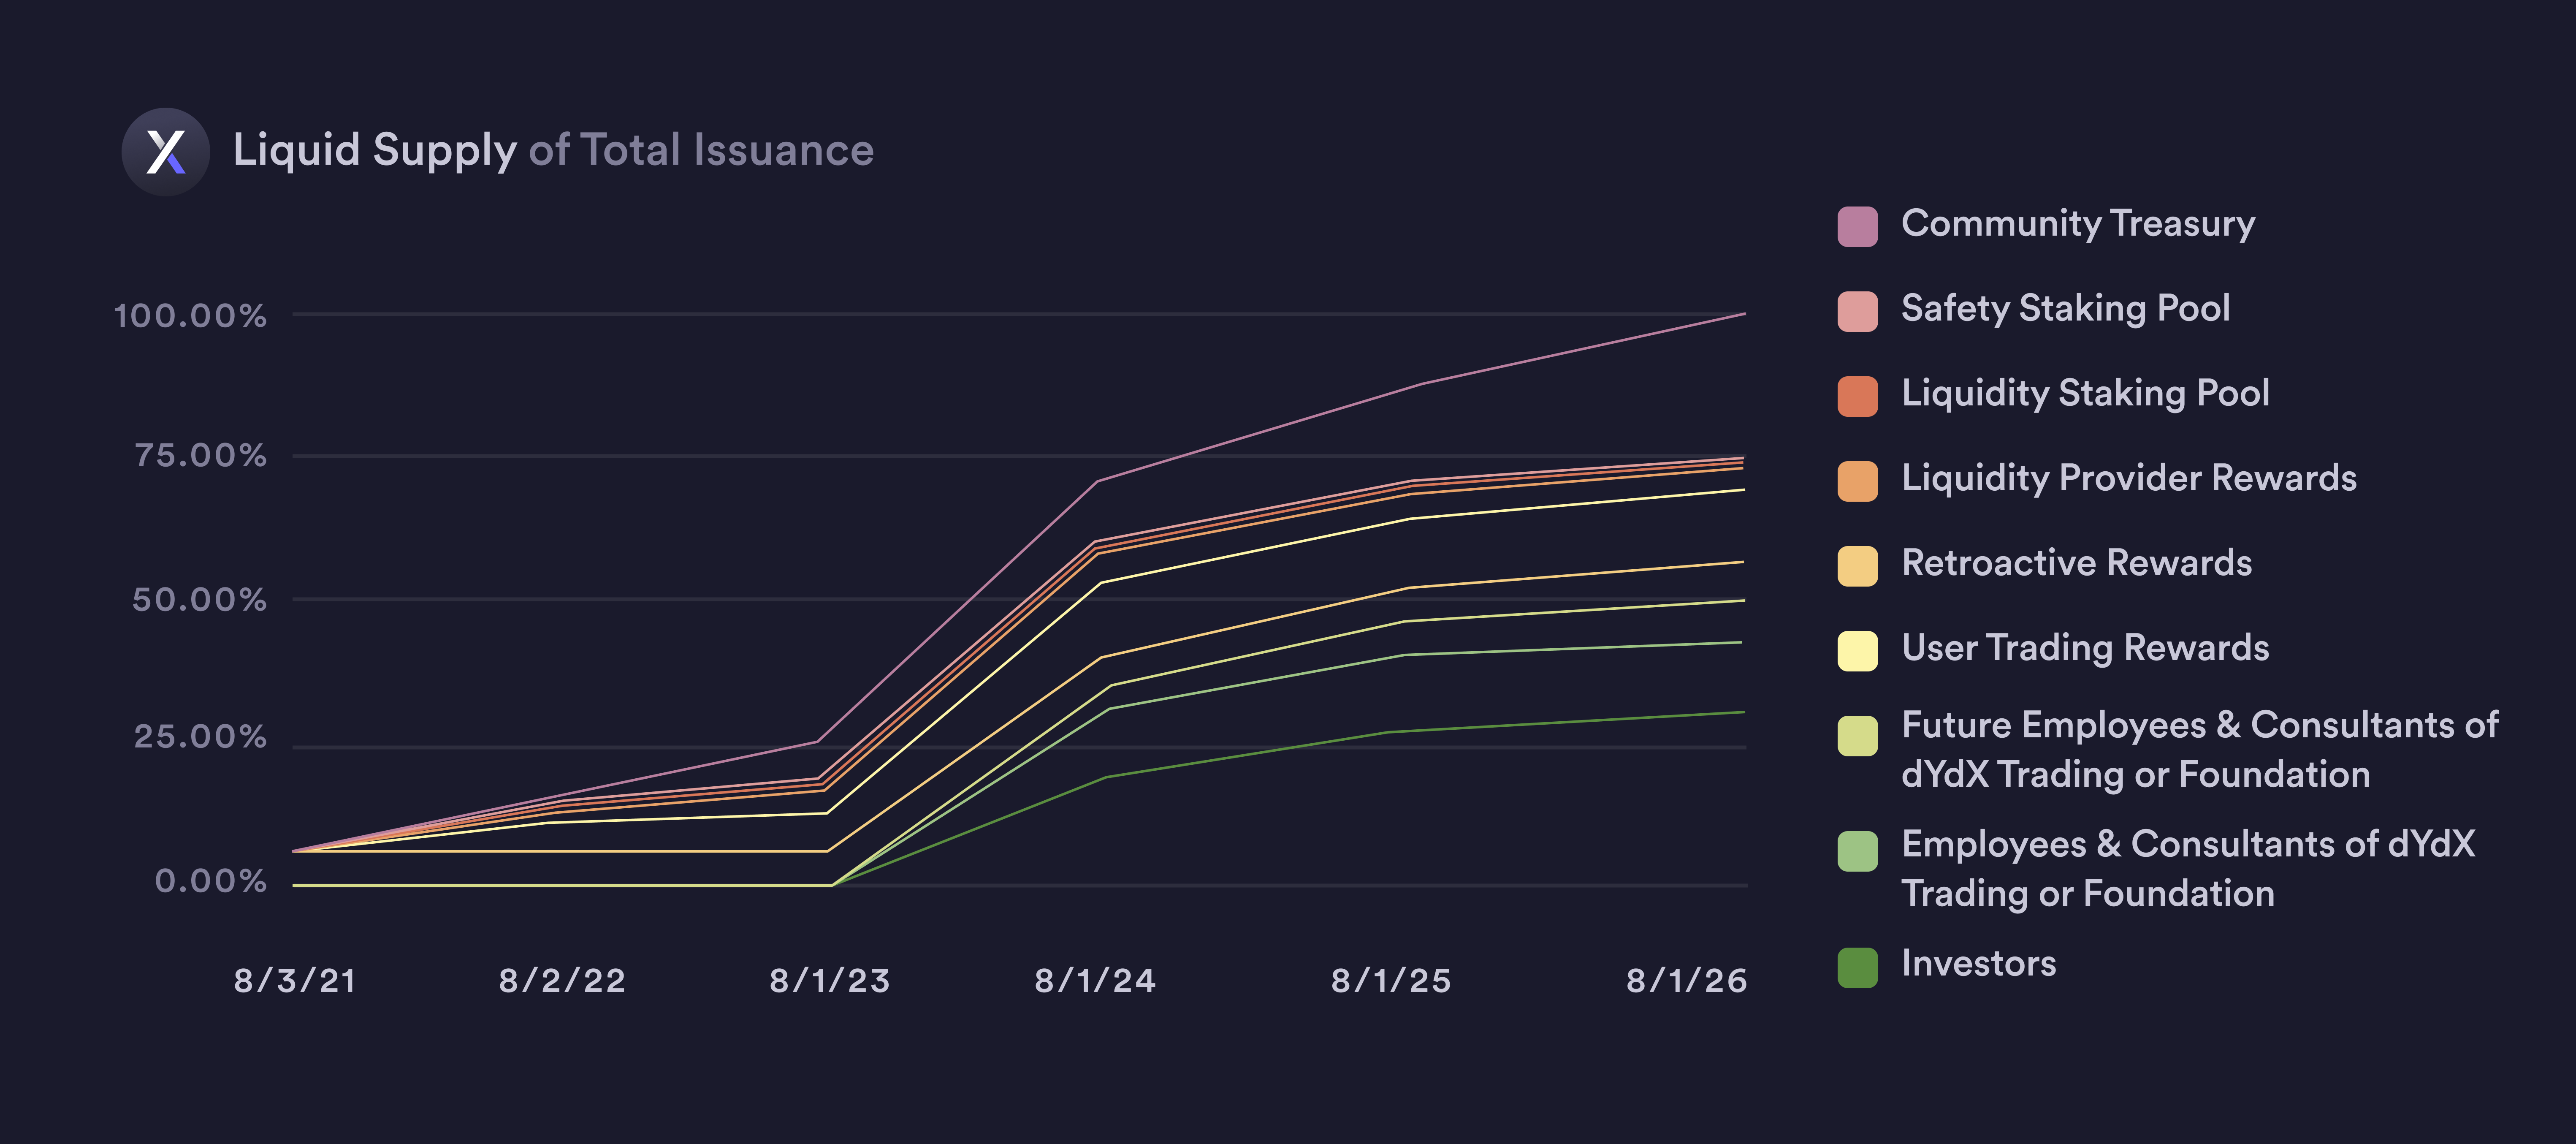 Liquid Supply of Total Issuance
100.00%
75.00%
50.00%
25.00%
0.00%
8/3/21
8/2/22
8/1/23
8/1/24
8/1/25
8/1/26
Community Treasury
Safety Staking Pool
Liquidity Staking Pool
Liquidity Provider Rewards
Retroactive Rewards
User Trading Rewards
Future Employees & Consultants of
dYdX Trading or Foundation
Employees & Consultants of dYdX
Trading or Foundation
Investors